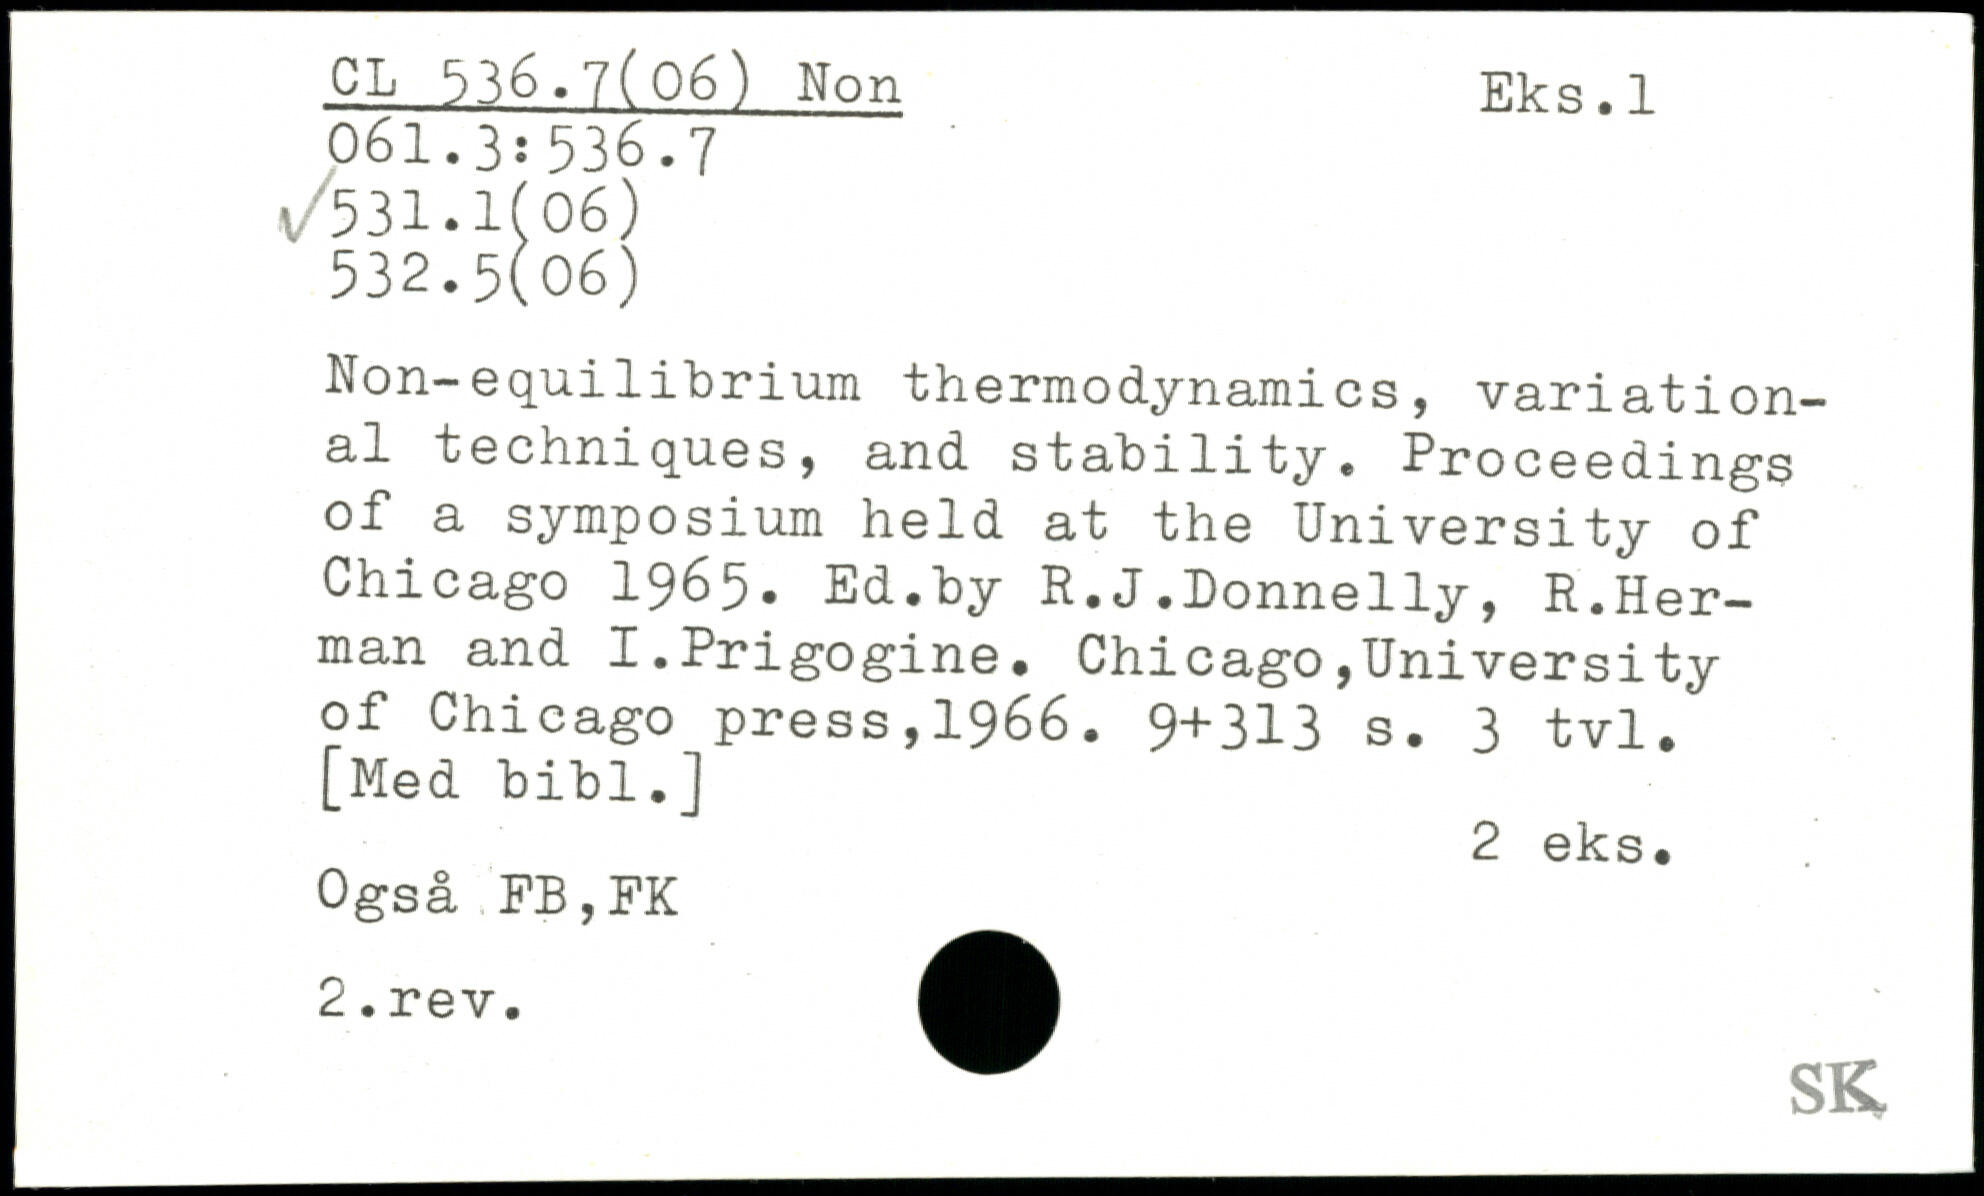 CL 536.7(06) Non
Eks.1
061.3:536.7
531.1(06)
532.5(06)
Non-equilibrium thermodynamics, variation-
al techniques, and stability. Proceedings
of a symposium held at the University of
Chicago 1965. Ed.by R.J.Donnelly, R.Her-
man and I.Prigogine. Chicago,University
of Chicago press,1966. 9+313 s. 3 tvl.
[Med bibl.]
2 eks.
Også FB,FK
2.rev.
SK